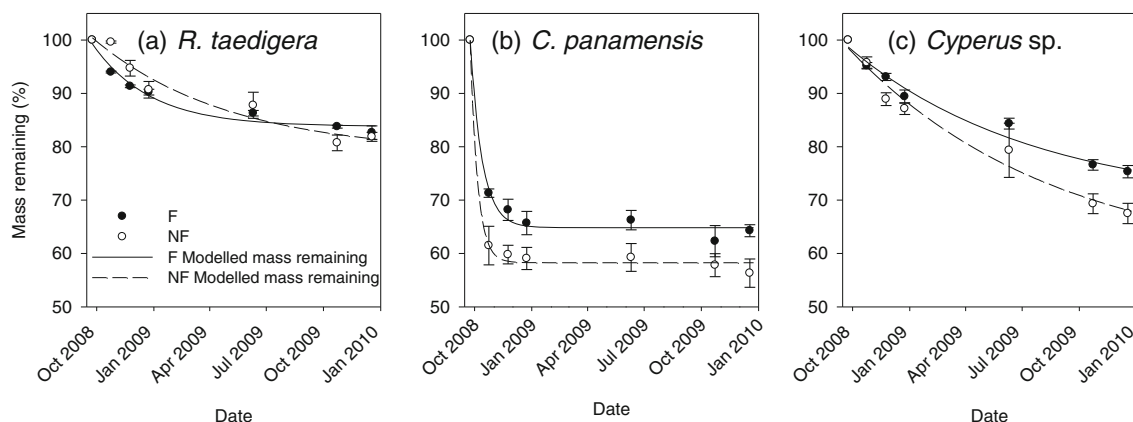 (a) R. taedigera
(b) C. panamensis
(c) Cyperus sp.
Mass remaining (%)
100
90
80
70
60
50
F
NF
F Modelled mass remaining
NF Modelled mass remaining
Oct 2008
Jan 2009
Apr 2009
Jul 2009
Oct 2009
Jan 2010
Date
100
90
80
70
60
50
Oct 2008
Jan 2009
Apr 2009
Jul 2009
Oct 2009
Jan 2010
Date
100
90
80
70
60
50
Oct 2008
Jan 2009
Apr 2009
Jul 2009
Oct 2009
Jan 2010
Date